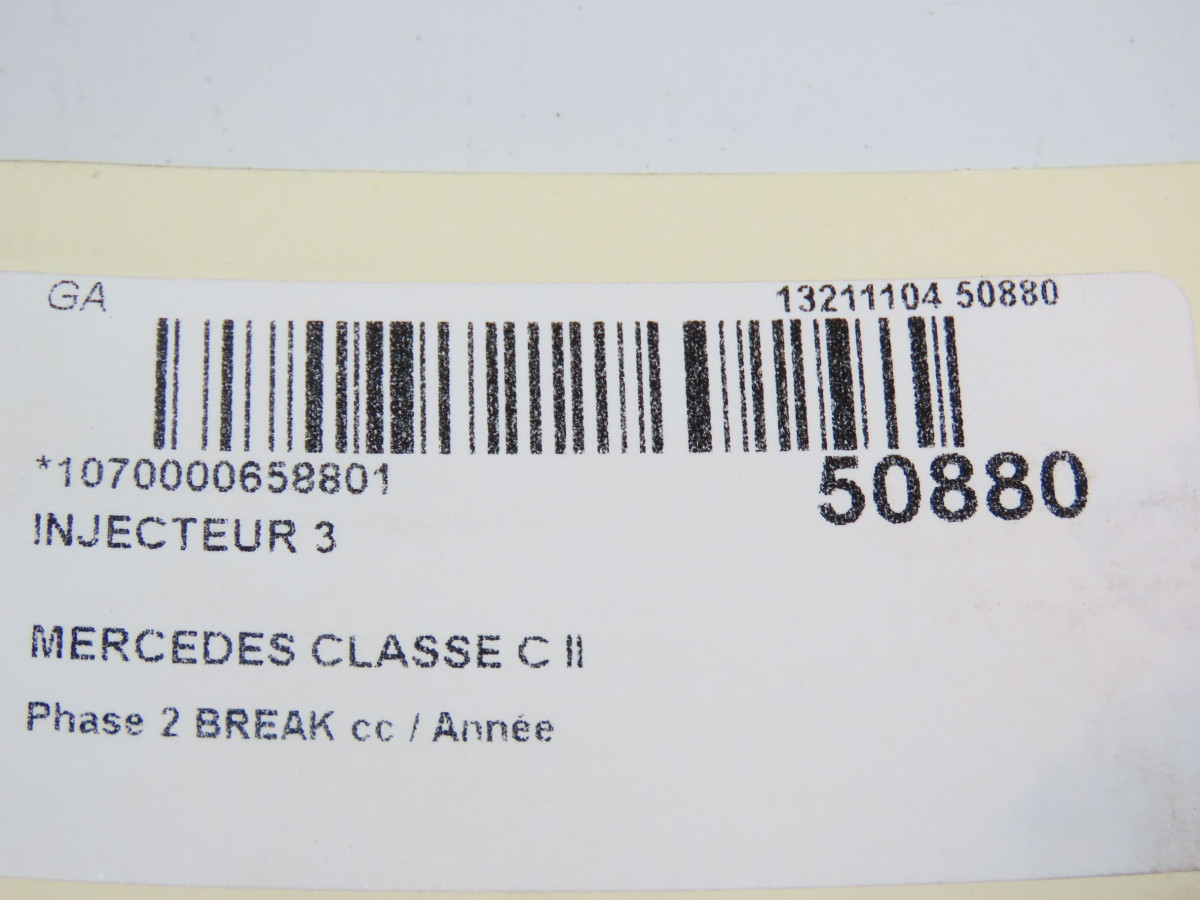 GA 13211104 50880
*1070000658801 50880
INJECTEUR 3
MERCEDES CLASSE C II
Phase 2 BREAK cc / Année